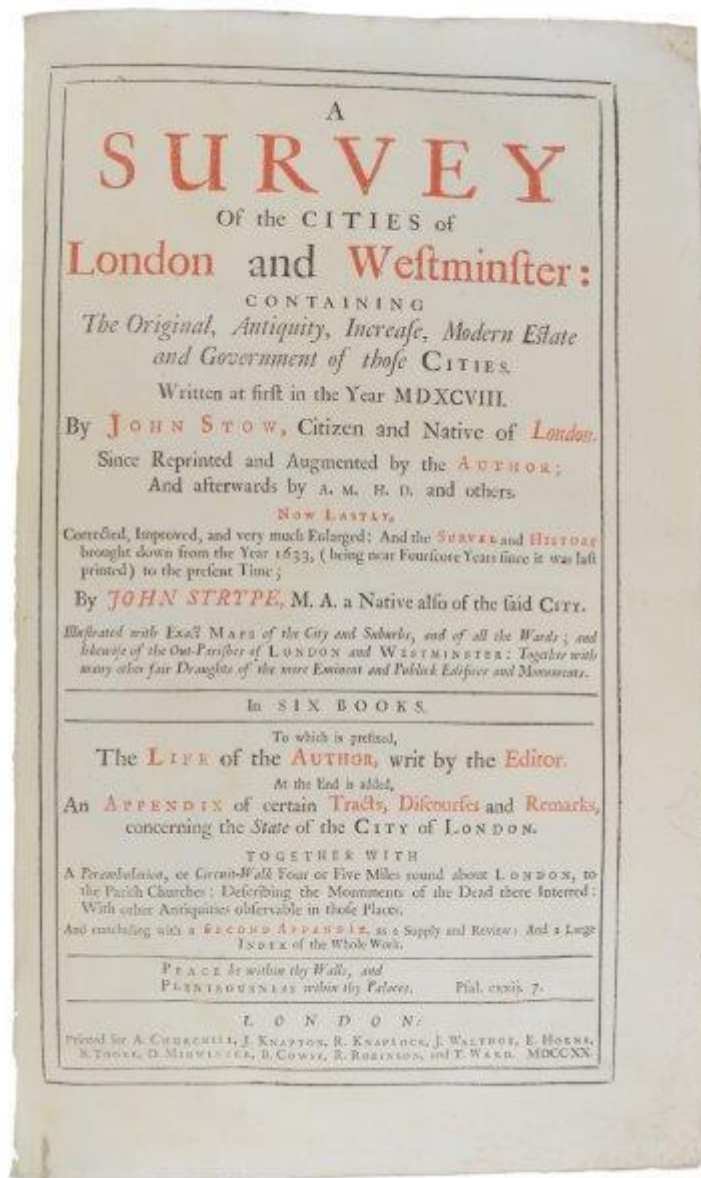 A
SURVEY
Of the CITIES of
London and Weſtminſter:
CONTAINING
The Original, Antiquity, Increaſe, Modern Eſtate
and Government of thoſe CITIES.
Written at firſt in the Year MDXCVIII.
By JOHN STOW, Citizen and Native of London.
Since Reprinted and Augmented by the AUTHOR;
And afterwards by A. M. H. D. and others.
NOW LASTLY,
Corrected, Improved, and very much Enlarged: And the SURVEY and HISTORY
brought down from the Year 1633, (being near Fourſcore Years ſince it was laſt
printed) to the preſent Time;
By JOHN STRYPE, M. A. a Native alſo of the ſaid CITY.
Illuſtrated with Exact MAPS of the City and Suburbs, and of all the Wards; and
likewiſe of the Out-Pariſhes of LONDON and WESTMINSTER: Together with
many other fair Draughts of the more Eminent and Publick Edifices and Monuments.
In SIX BOOKS.
To which is prefixed,
The LIFE of the AUTHOR, writ by the Editor.
At the End is added,
An APPENDIX of certain Tracts, Diſcourſes and Remarks,
concerning the State of the CITY of LONDON.
TOGETHER WITH
A Perambulation, or Circuit-Walk Four or Five Miles round about LONDON, to
the Pariſh Churches: Deſcribing the Monuments of the Dead there Interred:
With other Antiquities obſervable in thoſe Places.
And concluding with a SECOND APPENDIX, as a Supply and Review: And a Large
INDEX of the Whole Work.
PEACE be within thy Walls, and
PLENTEOUSNESS within thy Palaces. Pſal. cxxij. 7.
LONDON:
Printed for A. CHURCHILL, J. KNAPTON, R. KNAPLOCK, J. WALTHOE, E. HORNE,
B. TOOKE, D. MIDWINTER, B. COWSE, R. ROBINSON, and T. WARD. MDCCXX.